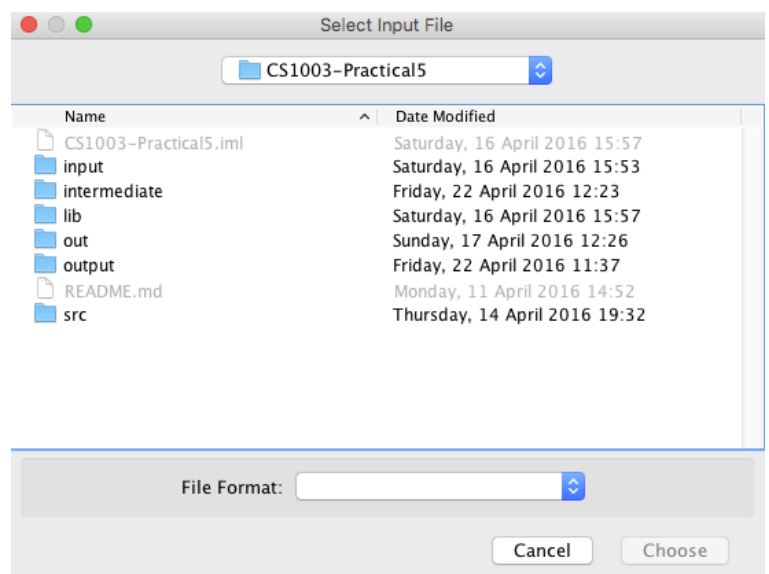 Select Input File
CS1003-Practical5
Name Date Modified
CS1003-Practical5.iml Saturday, 16 April 2016 15:57
input Saturday, 16 April 2016 15:53
intermediate Friday, 22 April 2016 12:23
lib Saturday, 16 April 2016 15:57
out Sunday, 17 April 2016 12:26
output Friday, 22 April 2016 11:37
README.md Monday, 11 April 2016 14:52
src Thursday, 14 April 2016 19:32
File Format:
Cancel Choose